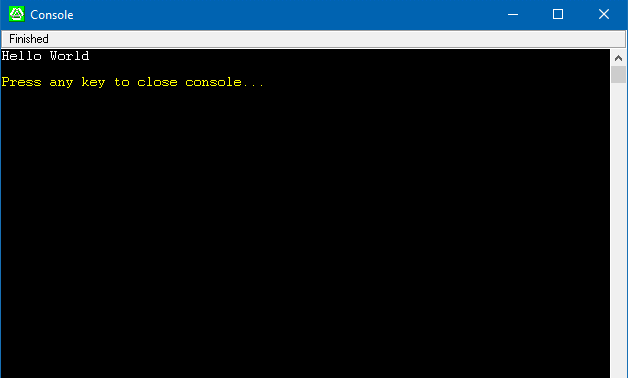 Console
Finished
Hello World
Press any key to close console...